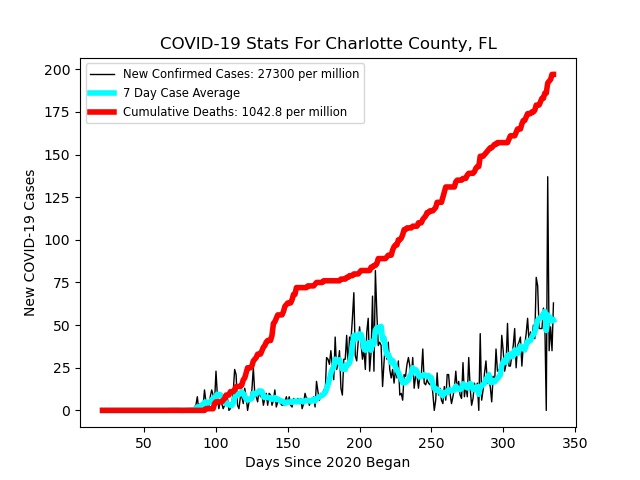 COVID-19 Stats For Charlotte County, FL
New Confirmed Cases: 27300 per million
7 Day Case Average
Cumulative Deaths: 1042.8 per million
New COVID-19 Cases
200
175
150
125
100
75
50
25
0
50
100
150
200
250
300
350
Days Since 2020 Began